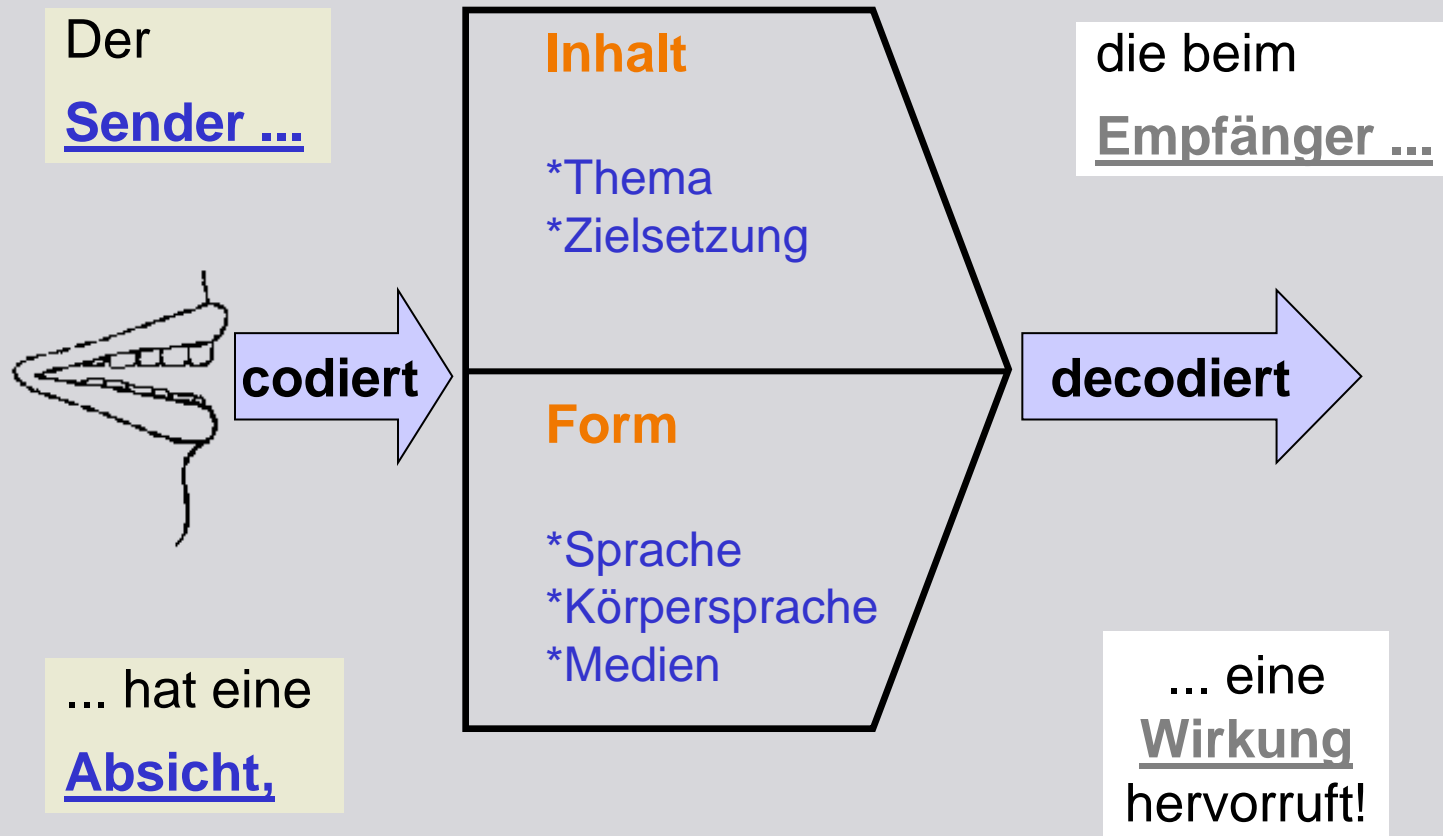 Der
Sender ...
... hat eine
Absicht,
codiert
Inhalt
*Thema
*Zielsetzung
Form
*Sprache
*Körpersprache
*Medien
decodiert
die beim
Empfänger ...
... eine
Wirkung
hervorruft!